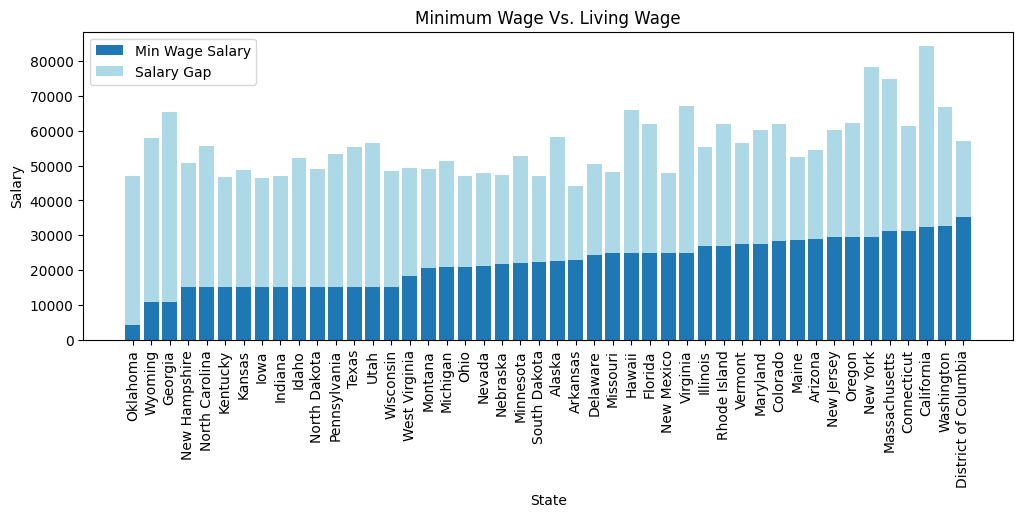 Minimum Wage Vs. Living Wage
Min Wage Salary
Salary Gap
80000
70000
60000
50000
40000
30000
20000
10000
0
Salary
Oklahoma
Wyoming
Georgia
New Hampshire
North Carolina
Kentucky
Kansas
Iowa
Indiana
Idaho
North Dakota
Pennsylvania
Texas
Utah
Wisconsin
West Virginia
Montana
Michigan
Ohio
Nevada
Nebraska
Minnesota
South Dakota
Alaska
Arkansas
Delaware
Missouri
Hawaii
Florida
New Mexico
Virginia
Illinois
Rhode Island
Vermont
Maryland
Colorado
Maine
Arizona
New Jersey
Oregon
New York
Massachusetts
Connecticut
California
Washington
District of Columbia
State